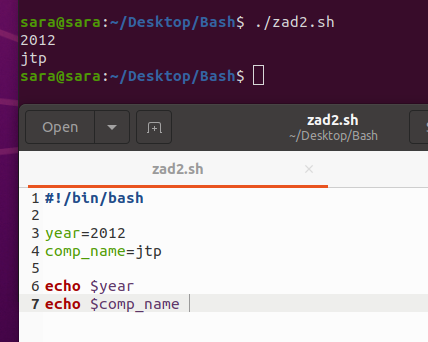 sara@sara:~/Desktop/Bash$ ./zad2.sh
2012
jtp
sara@sara:~/Desktop/Bash$
Open
zad2.sh
~/Desktop/Bash
zad2.sh
1 #!/bin/bash
2
3 year=2012
4 comp_name=jtp
5
6 echo $year
7 echo $comp_name